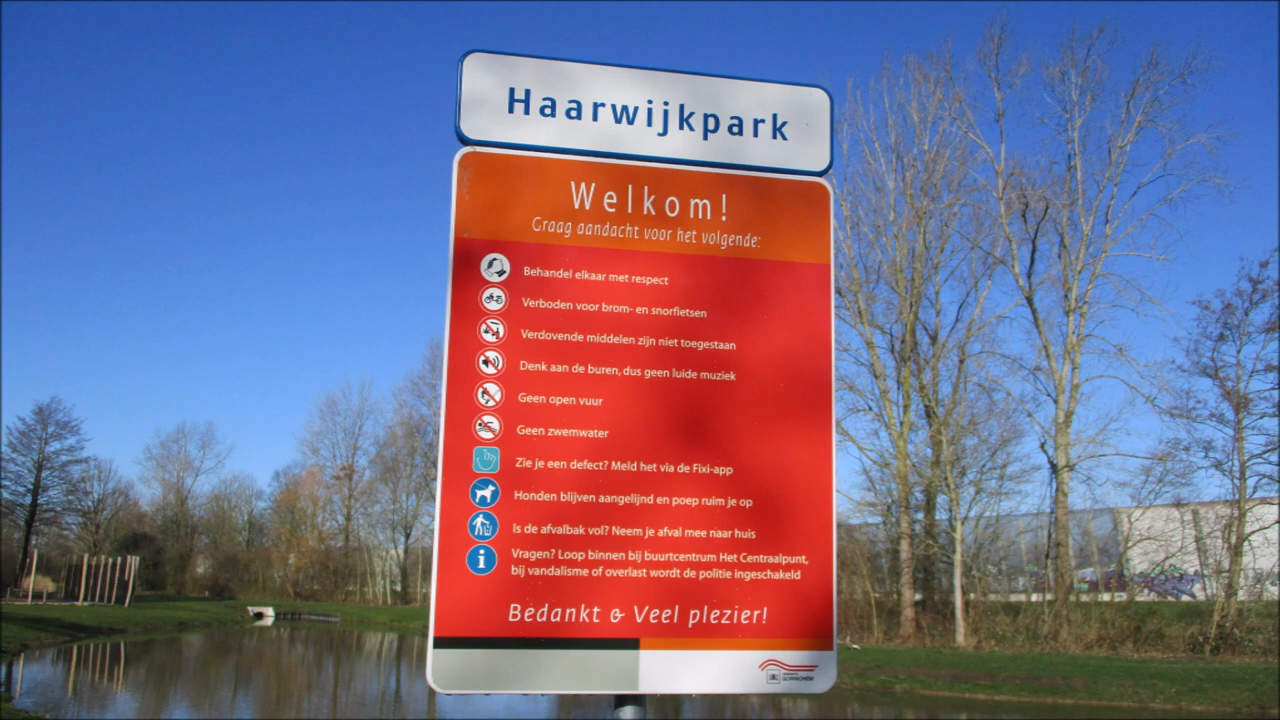 Haarwijkpark
Welkom!
Graag aandacht voor het volgende:
Behandel elkaar met respect
Verboden voor brom- en snorfietsen
Verdovende middelen zijn niet toegestaan
Denk aan de buren, dus geen luide muziek
Geen open vuur
Geen zwemwater
Zie je een defect? Meld het via de Fixi-app
Honden blijven aangelijnd en poep ruim je op
Is de afvalbak vol? Neem je afval mee naar huis
Vragen? Loop binnen bij buurtcentrum Het Centraalpunt,
bij vandalisme of overlast wordt de politie ingeschakeld
Bedankt & Veel plezier!
GORINCHEM